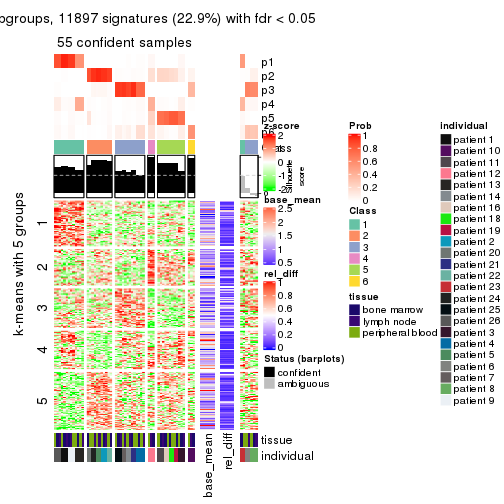 ogroups, 11897 signatures (22.9%) with fdr < 0.05
55 confident samples
p1
p2
p3
p4
p5
Class
silhouette score
z-score
2
1
0
-1
-2
base_mean
2.5
2
1.5
1
0.5
rel_diff
1
0.8
0.6
0.4
0.2
0
Status (barplots)
confident
ambiguous
Prob
1
0.8
0.6
0.4
0.2
0
Class
1
2
3
4
5
6
tissue
bone marrow
lymph node
peripheral blood
individual
patient 1
patient 10
patient 11
patient 12
patient 13
patient 14
patient 16
patient 18
patient 19
patient 2
patient 20
patient 21
patient 22
patient 23
patient 24
patient 25
patient 26
patient 3
patient 4
patient 5
patient 6
patient 7
patient 8
patient 9
k-means with 5 groups
1
2
3
4
5
tissue
individual
base_mean
rel_diff